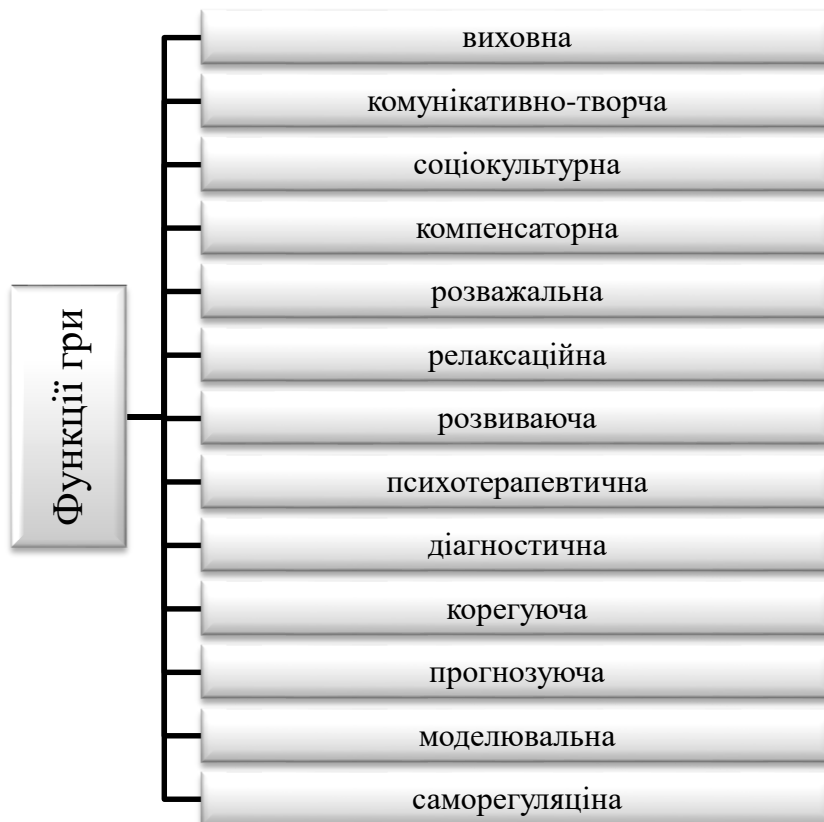 Функції гри
виховна
комунікативно-творча
соціокультурна
компенсаторна
розважальна
релаксаційна
розвиваюча
психотерапевтична
діагностична
корегуюча
прогнозуюча
моделювальна
саморегуляціна